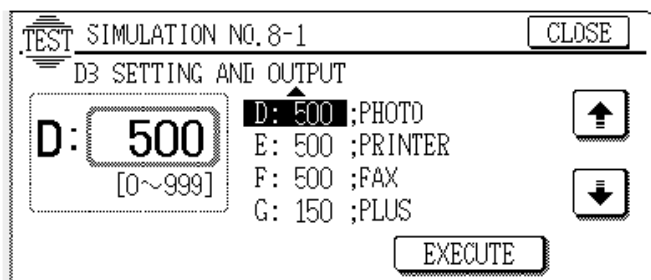 TEST SIMULATION NO.8-1 CLOSE
D3 SETTING AND OUTPUT
D: 500 ;PHOTO
E: 500 ;PRINTER
F: 500 ;FAX
G: 150 ;PLUS
D: 500
[0~999]
EXECUTE